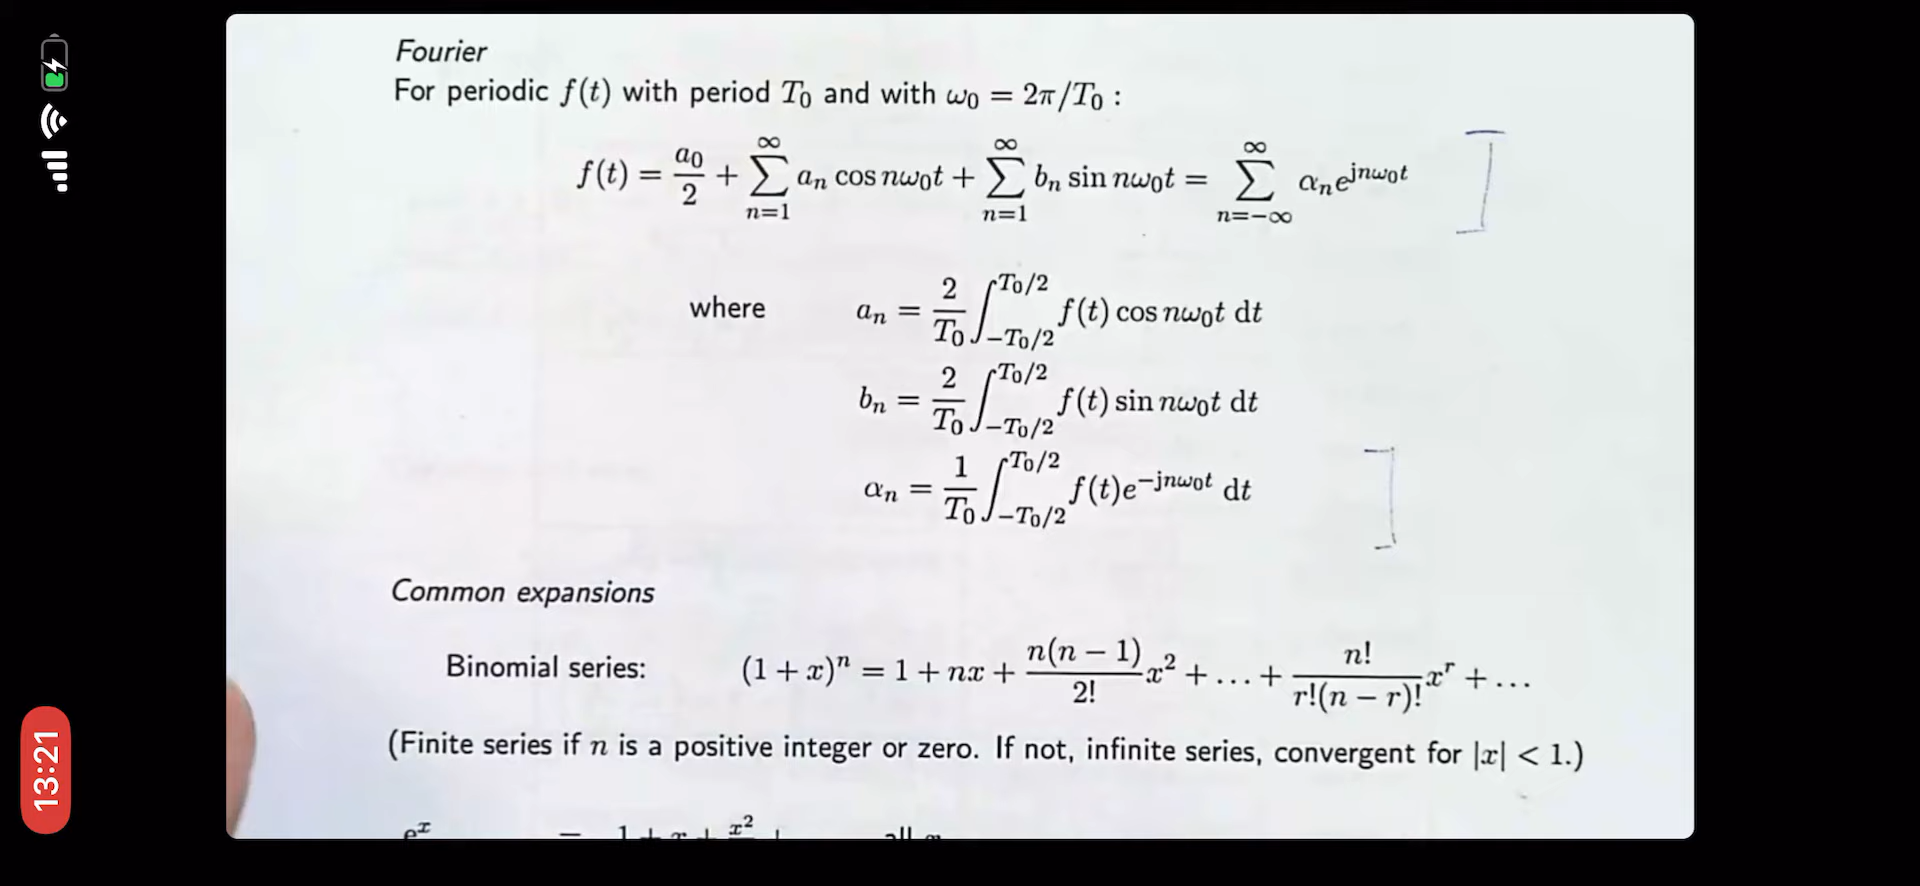 13:21
Fourier
For periodic f(t) with period T₀ and with ω₀ = 2π/T₀ :
f(t) = a₀/2 + ∑_{n=1}^{∞} aₙ cos nω₀t + ∑_{n=1}^{∞} bₙ sin nω₀t = ∑_{n=−∞}^{∞} αₙe^{jnω₀t}
where aₙ = 2/T₀ ∫_{−T₀/2}^{T₀/2} f(t) cos nω₀t dt
bₙ = 2/T₀ ∫_{−T₀/2}^{T₀/2} f(t) sin nω₀t dt
αₙ = 1/T₀ ∫_{−T₀/2}^{T₀/2} f(t)e^{−jnω₀t} dt
Common expansions
Binomial series: (1 + x)ⁿ = 1 + nx + n(n − 1)/2! x² + ... + n!/r!(n − r)! xʳ + ...
(Finite series if n is a positive integer or zero. If not, infinite series, convergent for |x| < 1.)